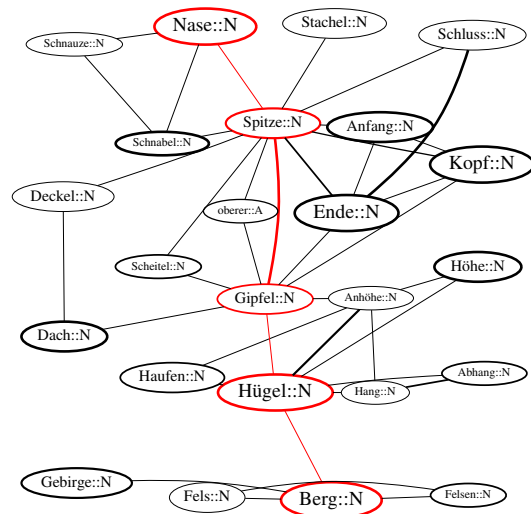 Nase::N
Stachel::N
Schluss::N
Schnauze::N
Spitze::N
Anfang::N
Schnabel::N
Kopf::N
Deckel::N
oberer::A
Ende::N
Scheitel::N
Höhe::N
Gipfel::N
Anhöhe::N
Dach::N
Haufen::N
Abhang::N
Hügel::N
Hang::N
Gebirge::N
Fels::N
Berg::N
Felsen::N